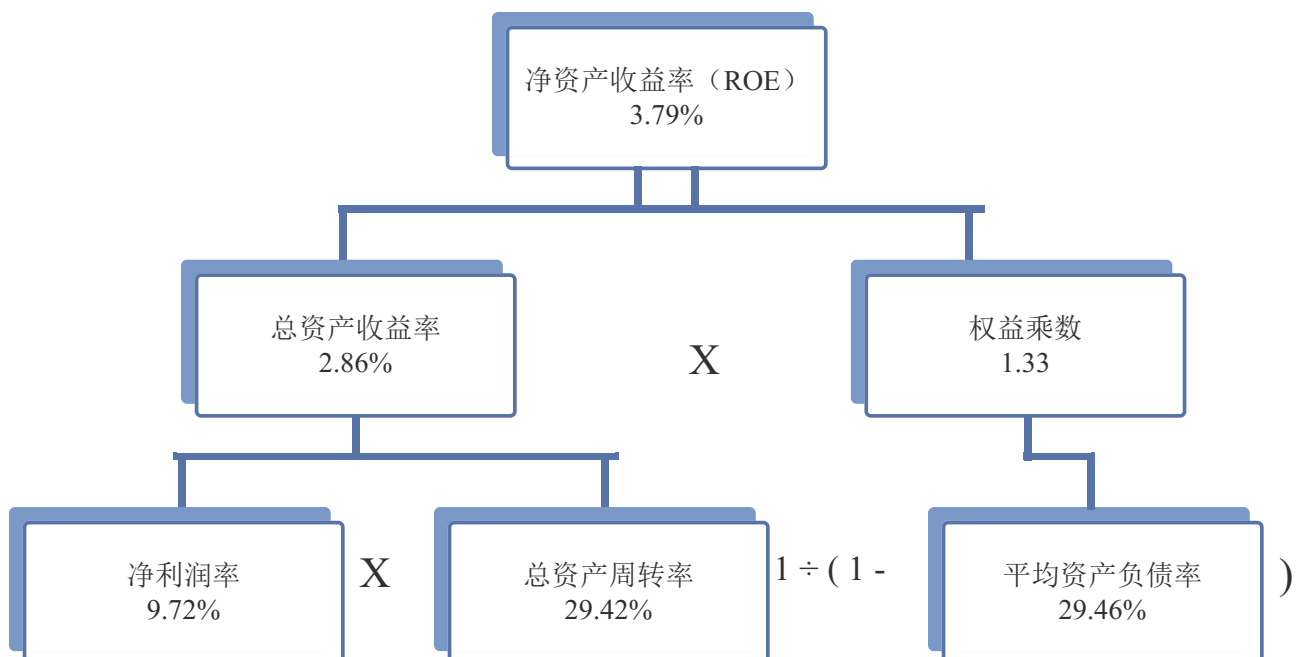 净资产收益率（ROE）
3.79%
总资产收益率
2.86%
X
权益乘数
1.33
净利润率
9.72%
X
总资产周转率
29.42%
1 ÷ ( 1 -
平均资产负债率
29.46%
)